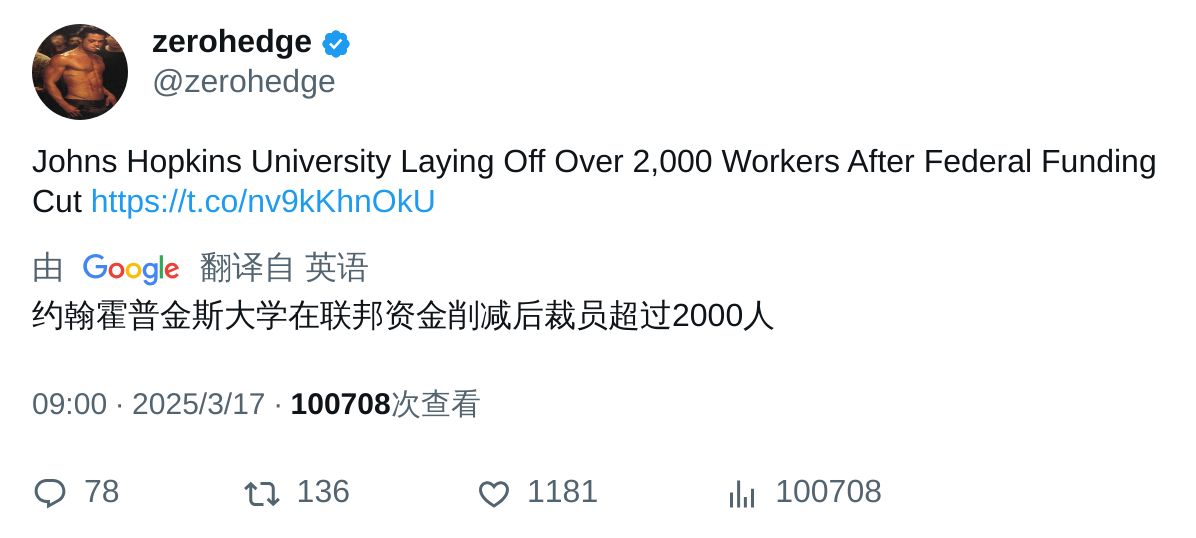 zerohedge
@zerohedge
Johns Hopkins University Laying Off Over 2,000 Workers After Federal Funding
Cut https://t.co/nv9kKhnOkU
由 Google 翻译自 英语
约翰霍普金斯大学在联邦资金削减后裁员超过2000人
09:00 · 2025/3/17 · 100708次查看
78 136 1181 100708